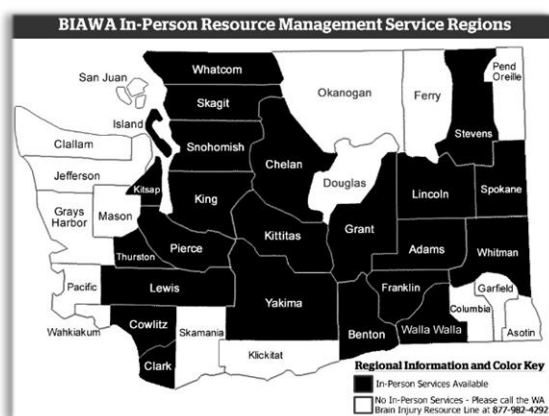 BIAWA In-Person Resource Management Service Regions
San Juan
Whatcom
Okanogan
Ferry
Pend
Oreille
Skagit
Island
Stevens
Clallam
Snohomish
Chelan
Jefferson
Kitsap
Douglas
Lincoln
Spokane
King
Grays
Harbor
Mason
Grant
Kittitas
Pierce
Adams
Whitman
Thurston
Pacific
Lewis
Franklin
Garfield
Yakima
Columbia
Wahkiakum
Cowlitz
Skamania
Benton
Walla Walla
Asotin
Klickitat
Clark
Regional Information and Color Key
In-Person Services Available
No In-Person Services - Please call the WA
Brain Injury Resource Line at 877-982-4292